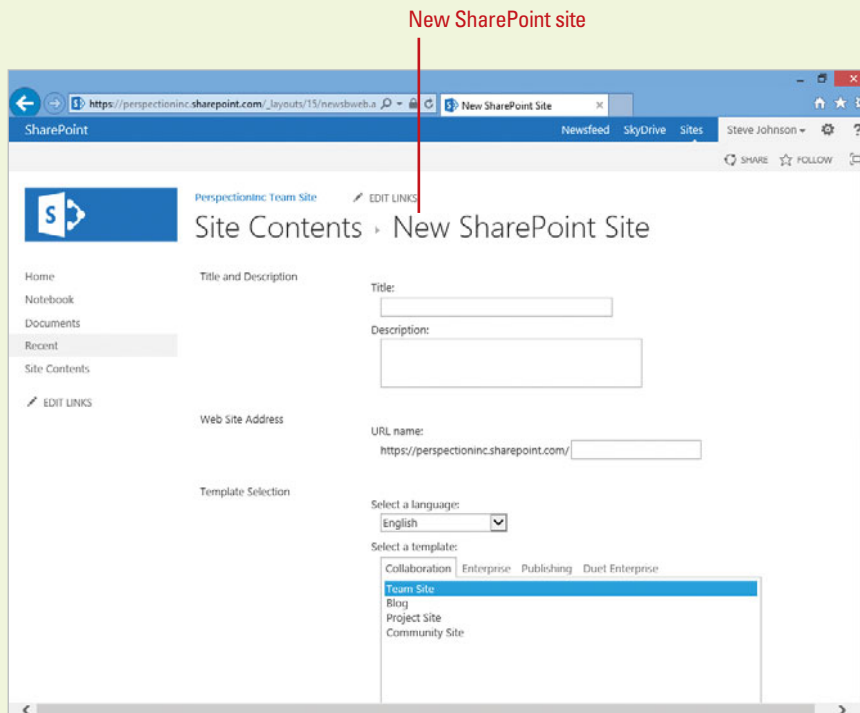 New SharePoint site
https://perspectioninc.sharepoint.com/_layouts/15/newsbweb.a
New SharePoint Site
SharePoint
Newsfeed SkyDrive Sites
Steve Johnson
?
SHARE
FOLLOW
S
PerspectionInc Team Site
EDIT LINKS
Site Contents ▸ New SharePoint Site
Home
Notebook
Documents
Recent
Site Contents
EDIT LINKS
Title and Description
Title:
Description:
Web Site Address
URL name:
https://perspectioninc.sharepoint.com/
Template Selection
Select a language:
English
Select a template:
Collaboration Enterprise Publishing Duet Enterprise
Team Site
Blog
Project Site
Community Site